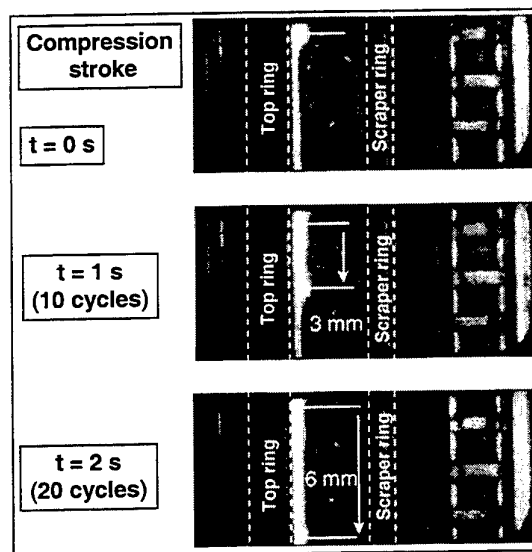 Compression
stroke
t = 0 s
Top ring
Scraper ring
t = 1 s
(10 cycles)
Top ring
3 mm
Scraper ring
t = 2 s
(20 cycles)
Top ring
6 mm
Scraper ring